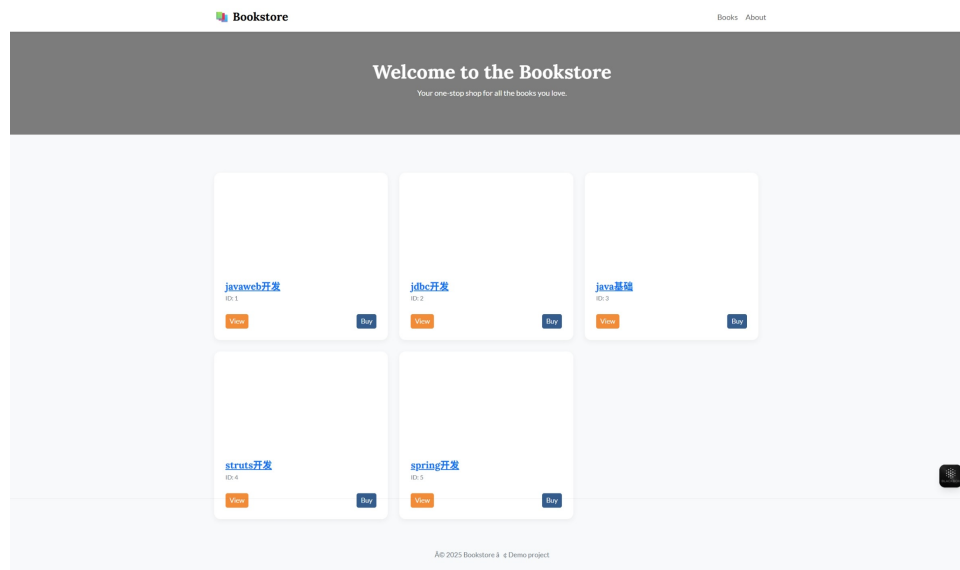 Bookstore
Books About
Welcome to the Bookstore
Your one-stop shop for all the books you love.
javaweb开发
ID: 1
View Buy
jdbc开发
ID: 2
View Buy
java基础
ID: 3
View Buy
struts开发
ID: 4
View Buy
spring开发
ID: 5
View Buy
Â© 2025 Bookstore â ¢ Demo project